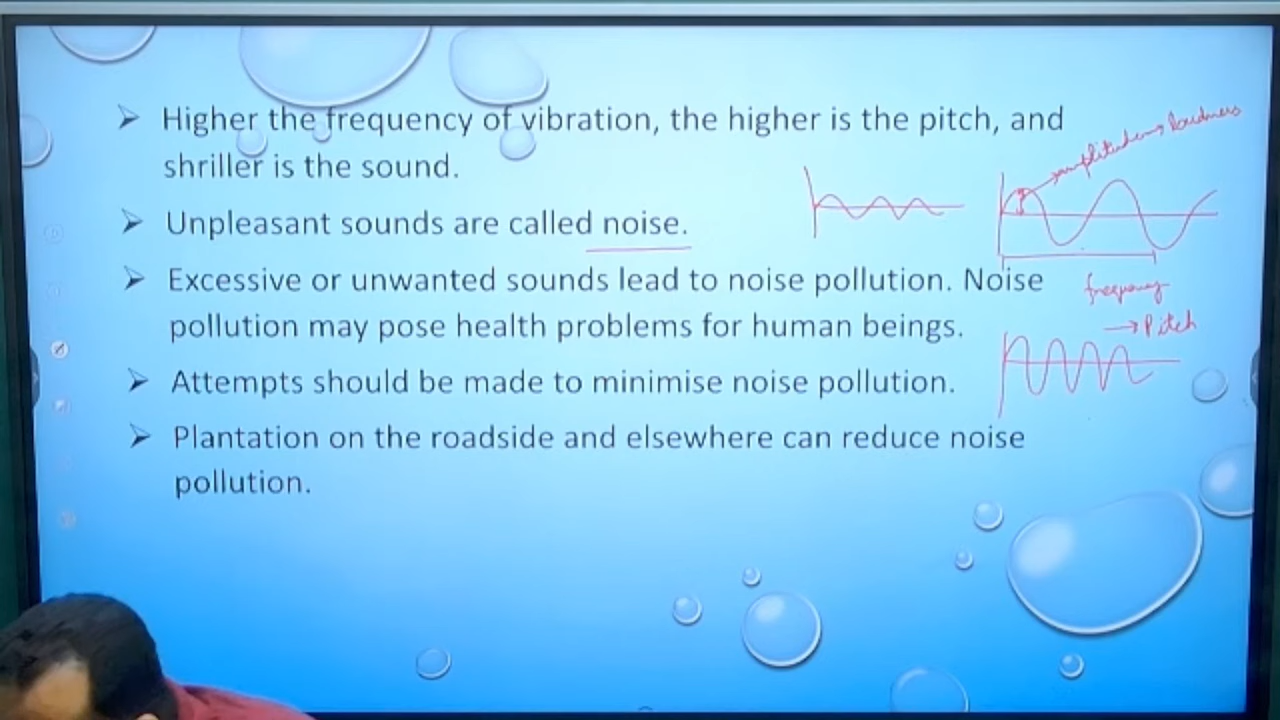 ➢ Higher the frequency of vibration, the higher is the pitch, and
shriller is the sound.
➢ Unpleasant sounds are called noise.
➢ Excessive or unwanted sounds lead to noise pollution. Noise
pollution may pose health problems for human beings.
➢ Attempts should be made to minimise noise pollution.
➢ Plantation on the roadside and elsewhere can reduce noise
pollution.
amplitude → loudness
frequency
→ Pitch